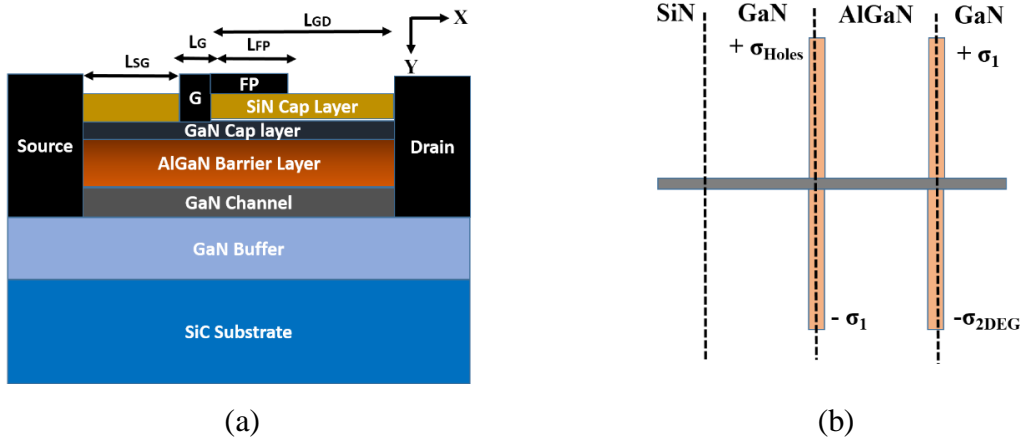 LGD
X
LG
LFP
Y
LSG
FP
G
SiN Cap Layer
GaN Cap layer
Source
AlGaN Barrier Layer
Drain
GaN Channel
GaN Buffer
SiC Substrate
(a)
SiN GaN AlGaN GaN
+ σHoles
+ σ1
- σ1
-σ2DEG
(b)